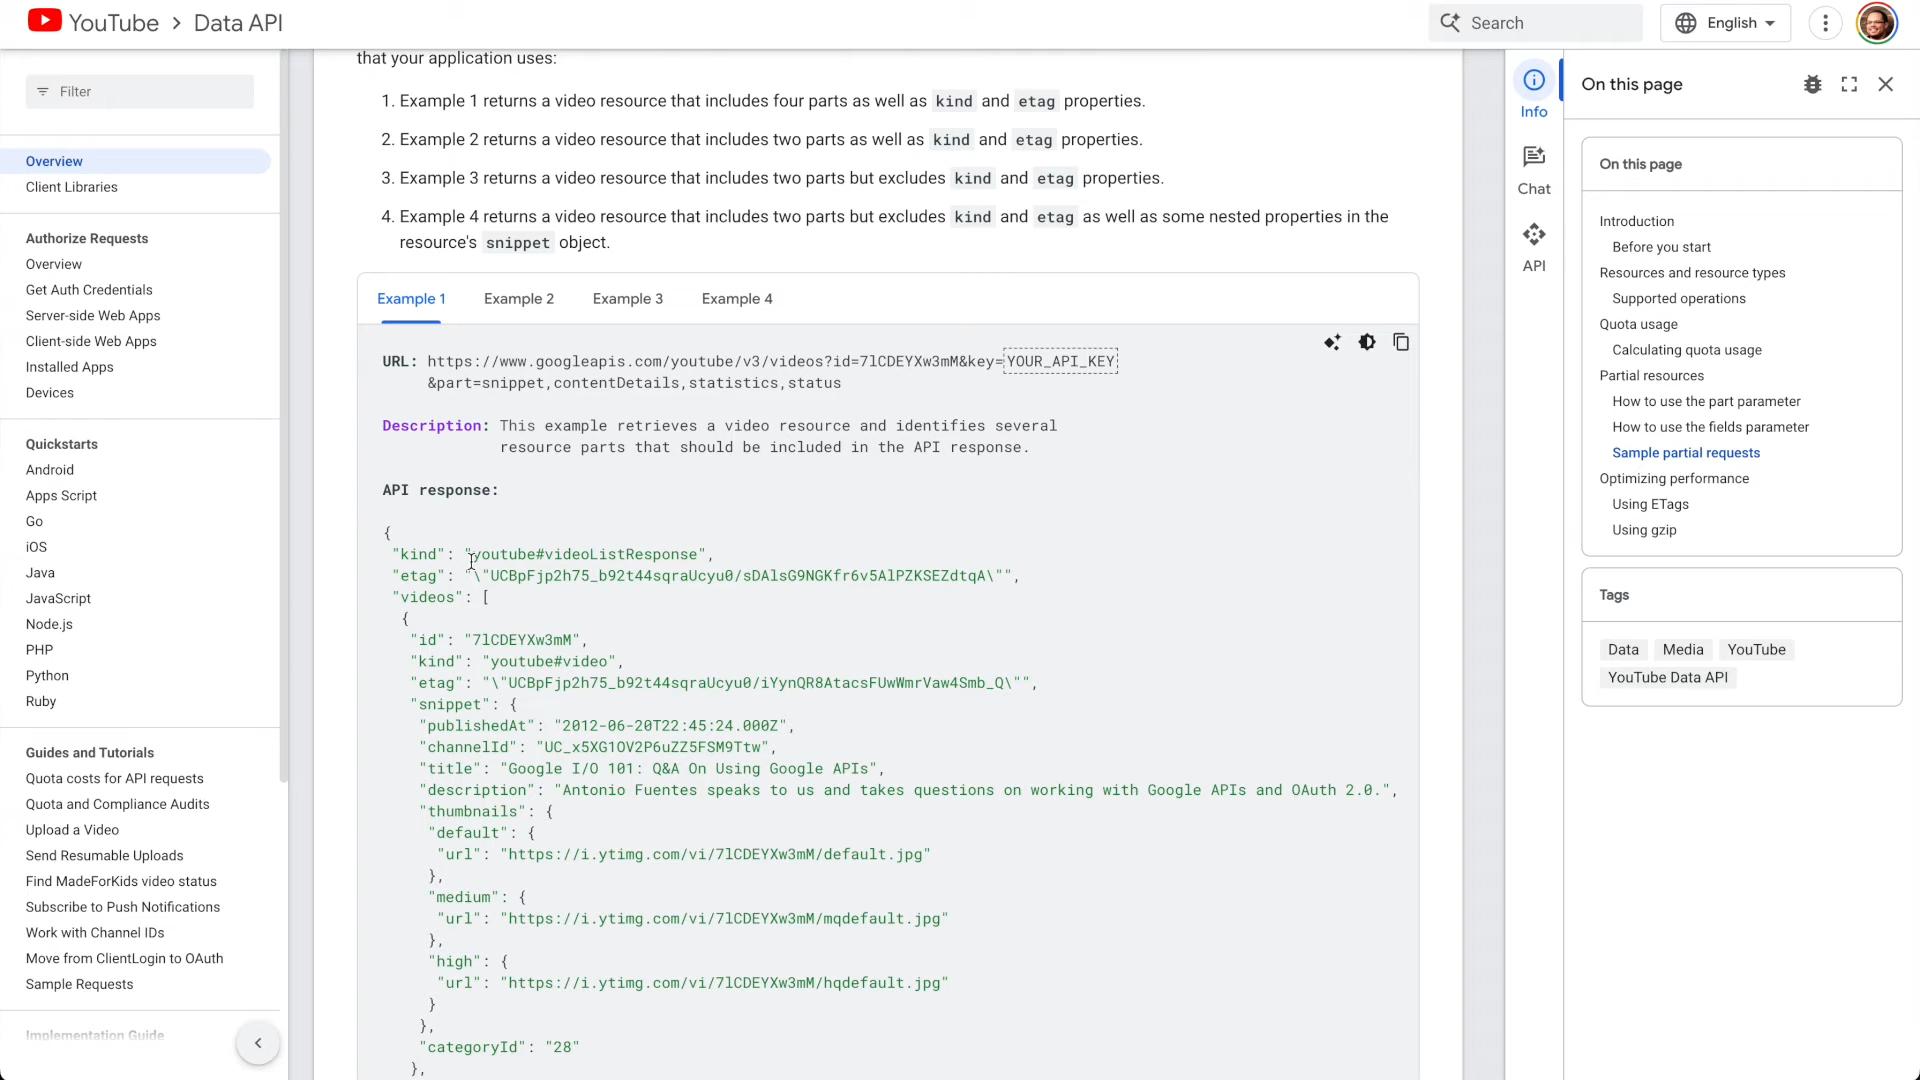 YouTube > Data API
Search
English
Filter
Overview
Client Libraries
Authorize Requests
Overview
Get Auth Credentials
Server-side Web Apps
Client-side Web Apps
Installed Apps
Devices
Quickstarts
Android
Apps Script
Go
iOS
Java
JavaScript
Node.js
PHP
Python
Ruby
Guides and Tutorials
Quota costs for API requests
Quota and Compliance Audits
Upload a Video
Send Resumable Uploads
Find MadeForKids video status
Subscribe to Push Notifications
Work with Channel IDs
Move from ClientLogin to OAuth
Sample Requests
Implementation Guide
that your application uses:
1. Example 1 returns a video resource that includes four parts as well as kind and etag properties.
2. Example 2 returns a video resource that includes two parts as well as kind and etag properties.
3. Example 3 returns a video resource that includes two parts but excludes kind and etag properties.
4. Example 4 returns a video resource that includes two parts but excludes kind and etag as well as some nested properties in the
resource's snippet object.
Example 1 Example 2 Example 3 Example 4
URL: https://www.googleapis.com/youtube/v3/videos?id=7lCDEYXw3mM&key=YOUR_API_KEY
&part=snippet,contentDetails,statistics,status
Description: This example retrieves a video resource and identifies several
resource parts that should be included in the API response.
API response:
{
"kind": "youtube#videoListResponse",
"etag": "\"UCBpFjp2h75_b92t44sqraUcyu0/sDAlsG9NGKfr6v5AlPZKSEZdtqA\"",
"videos": [
{
"id": "7lCDEYXw3mM",
"kind": "youtube#video",
"etag": "\"UCBpFjp2h75_b92t44sqraUcyu0/iYynQR8AtacsFUwWmrVaw4Smb_Q\"",
"snippet": {
"publishedAt": "2012-06-20T22:45:24.000Z",
"channelId": "UC_x5XG1OV2P6uZZ5FSM9Ttw",
"title": "Google I/O 101: Q&A On Using Google APIs",
"description": "Antonio Fuentes speaks to us and takes questions on working with Google APIs and OAuth 2.0.",
"thumbnails": {
"default": {
"url": "https://i.ytimg.com/vi/7lCDEYXw3mM/default.jpg"
},
"medium": {
"url": "https://i.ytimg.com/vi/7lCDEYXw3mM/mqdefault.jpg"
},
"high": {
"url": "https://i.ytimg.com/vi/7lCDEYXw3mM/hqdefault.jpg"
}
},
"categoryId": "28"
},
Info
Chat
API
On this page
On this page
Introduction
Before you start
Resources and resource types
Supported operations
Quota usage
Calculating quota usage
Partial resources
How to use the part parameter
How to use the fields parameter
Sample partial requests
Optimizing performance
Using ETags
Using gzip
Tags
Data Media YouTube
YouTube Data API